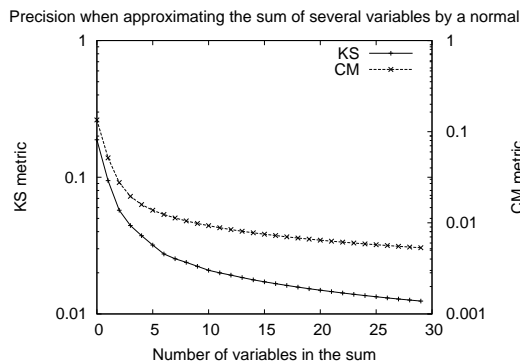 Precision when approximating the sum of several variables by a normal
1
1
KS
CM
0.1
0.1
0.01
0.01
0.001
KS metric
CM metric
0 5 10 15 20 25 30
Number of variables in the sum